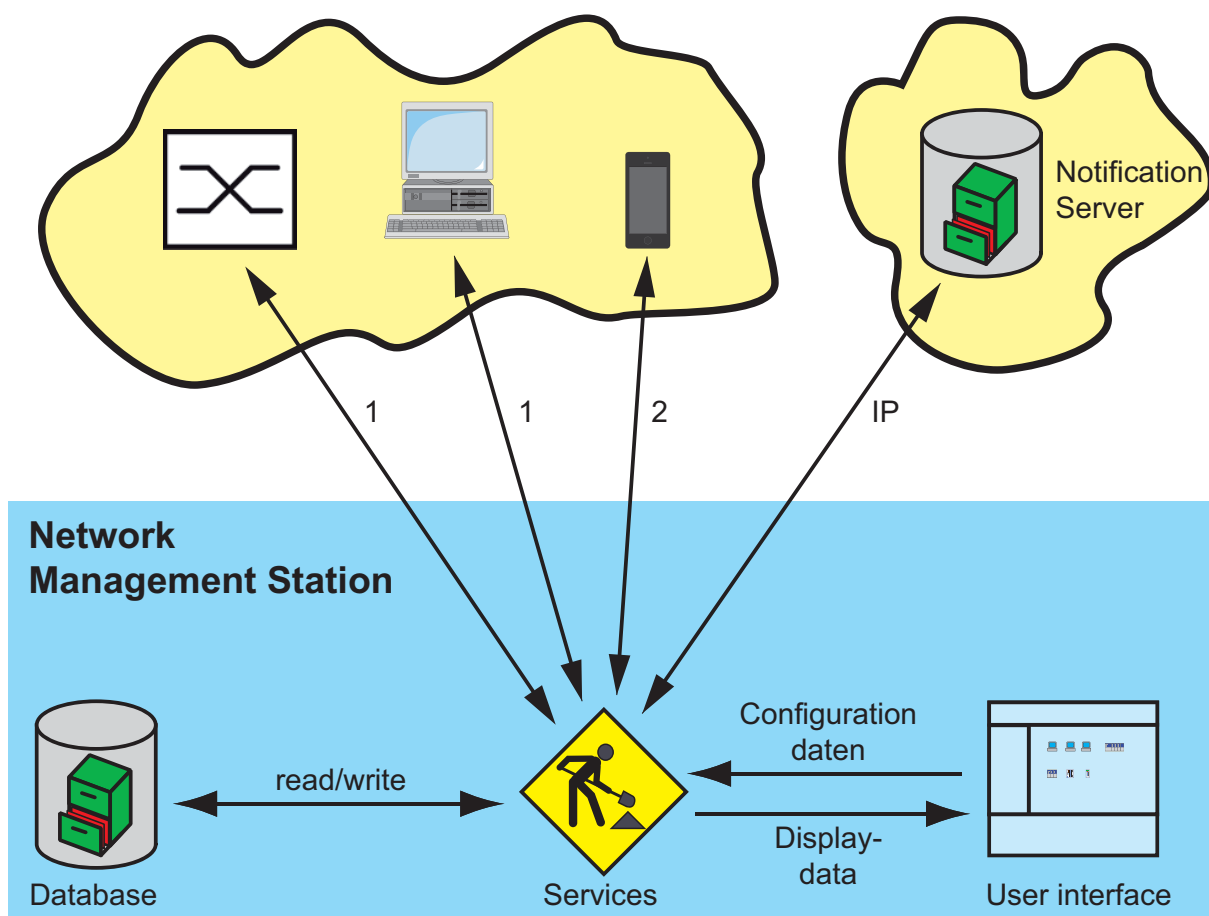 Notification
Server
1
1
2
IP
Network
Management Station
Configuration
daten
read/write
Display-
data
Database
Services
User interface